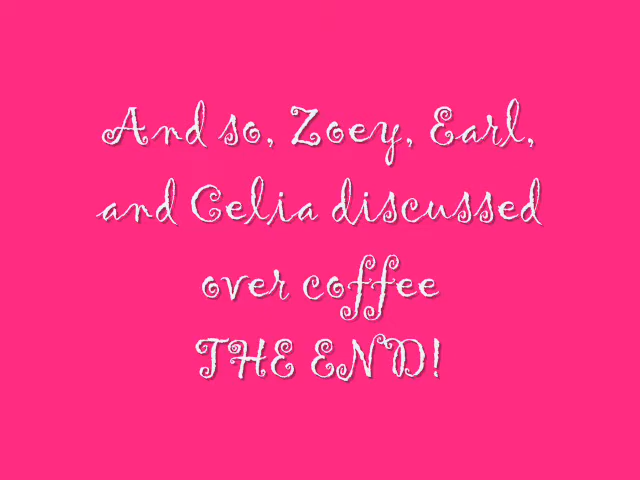 And so, Zoey, Earl,
and Celia discussed
over coffee
THE END!